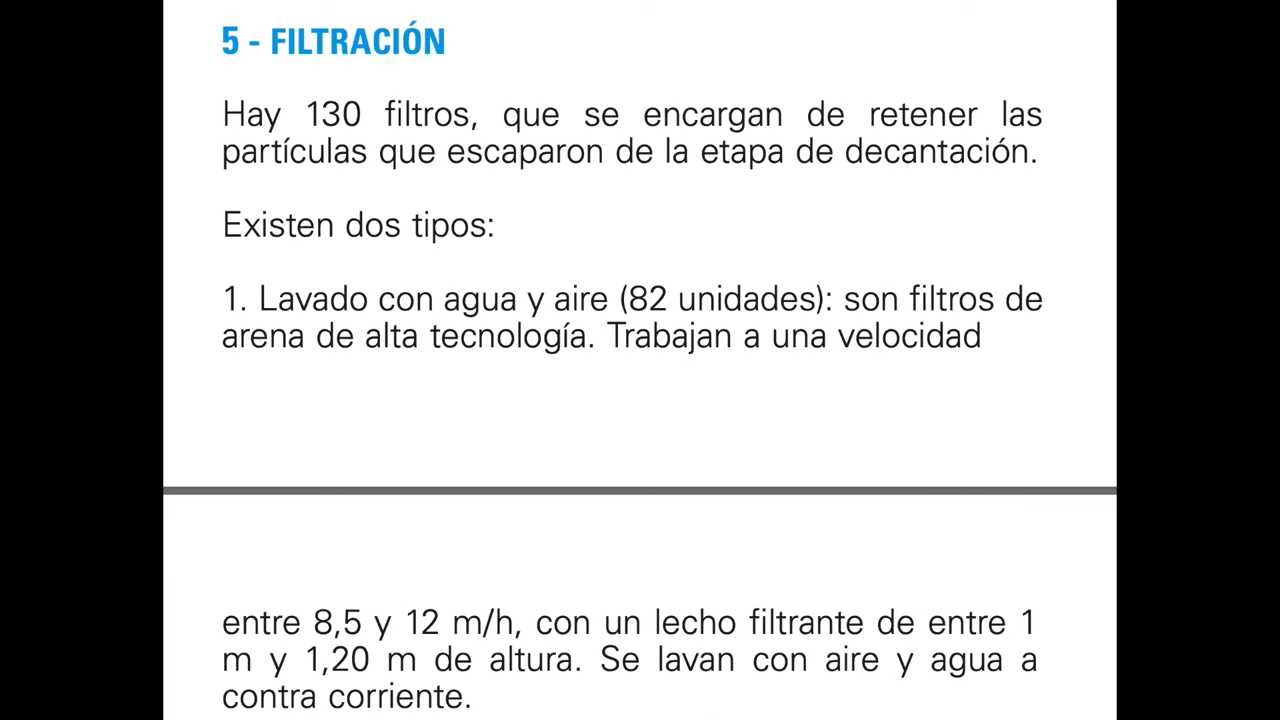 5 - FILTRACIÓN
Hay 130 filtros, que se encargan de retener las
partículas que escaparon de la etapa de decantación.
Existen dos tipos:
1. Lavado con agua y aire (82 unidades): son filtros de
arena de alta tecnología. Trabajan a una velocidad
entre 8,5 y 12 m/h, con un lecho filtrante de entre 1
m y 1,20 m de altura. Se lavan con aire y agua a
contra corriente.